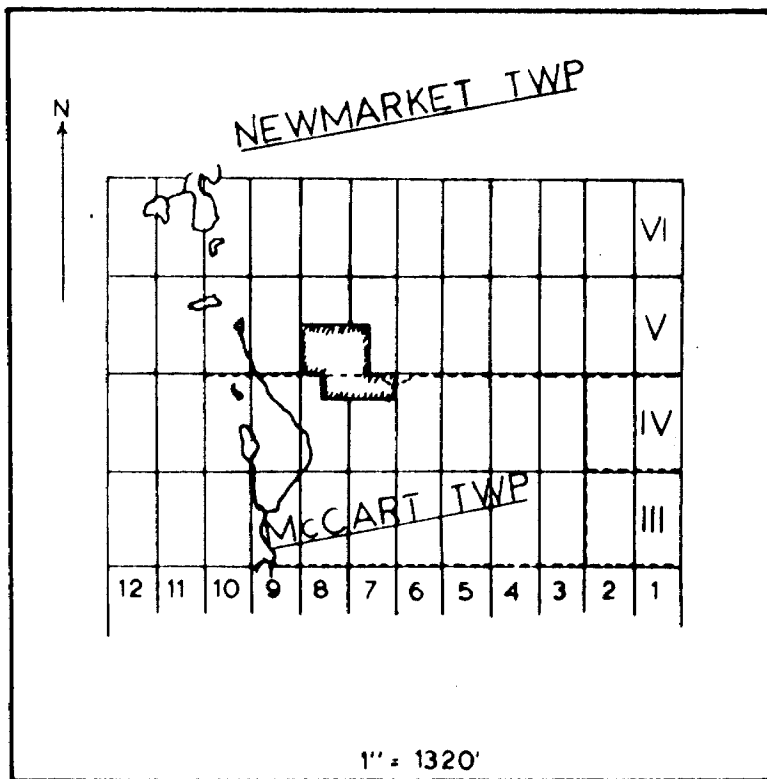 NEWMARKET TWP
N
VI
V
IV
McCART TWP
III
12 11 10 9 8 7 6 5 4 3 2 1
1" = 1320'